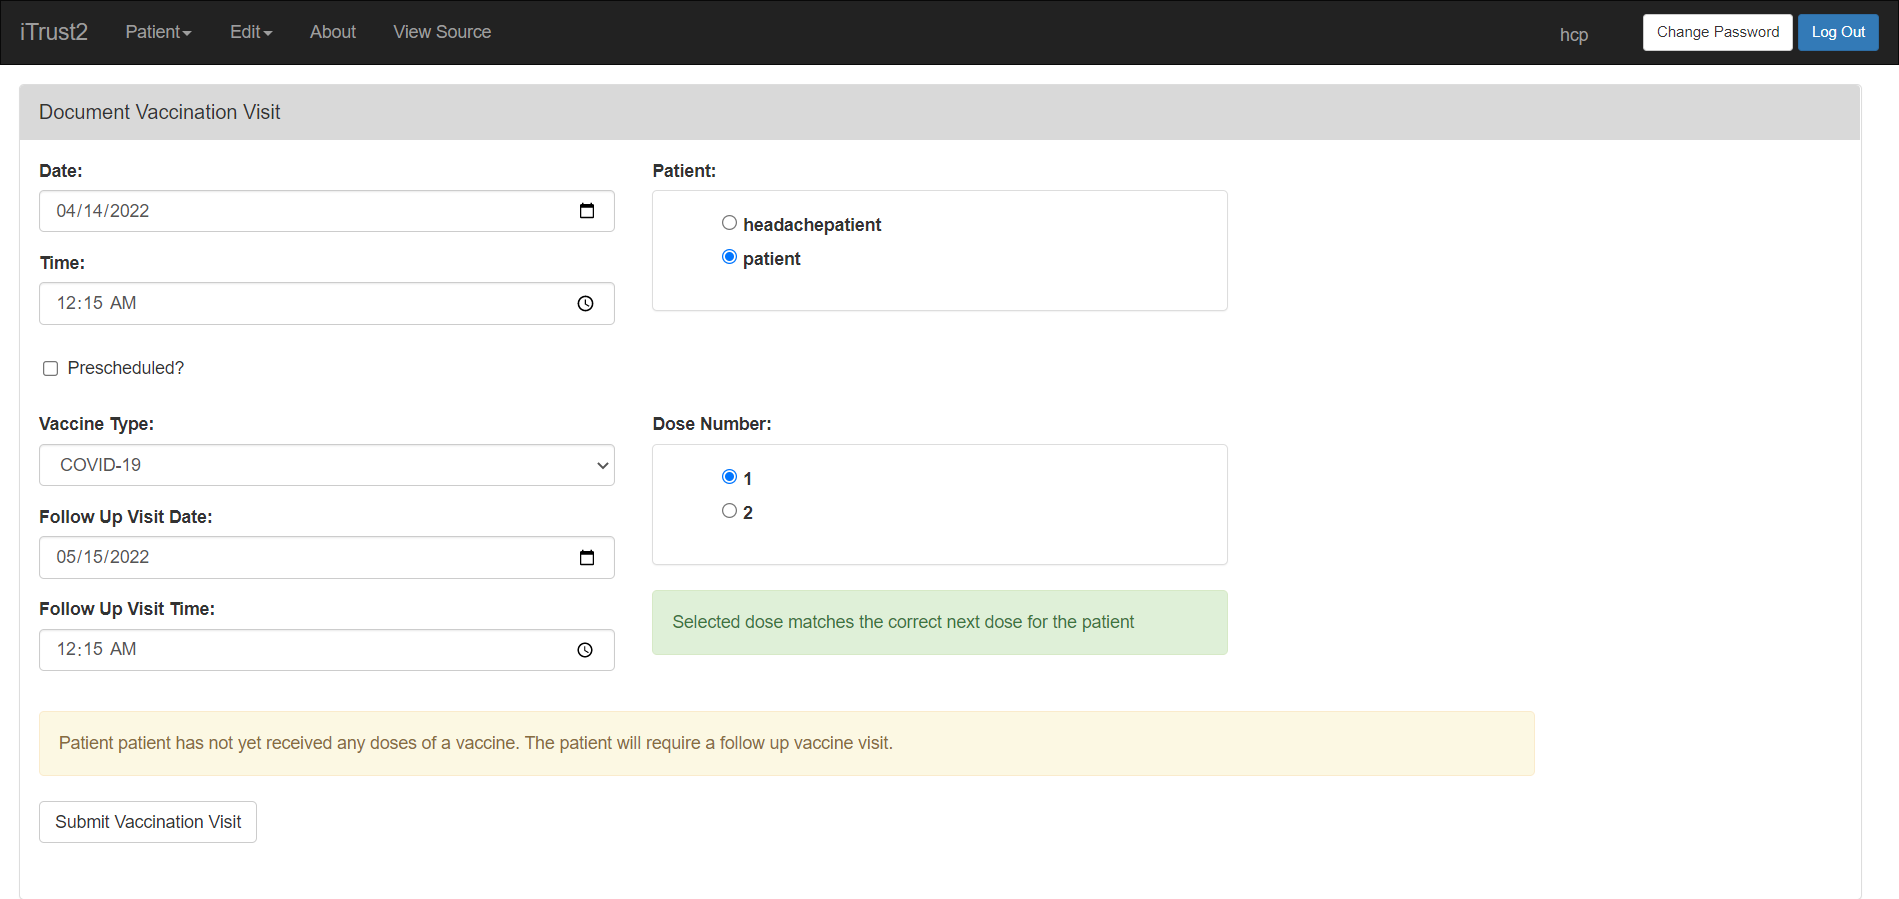 iTrust2 Patient Edit About View Source hcp Change Password Log Out
Document Vaccination Visit
Date:
04/14/2022
Time:
12:15 AM
Patient:
headachepatient
patient
Prescheduled?
Vaccine Type:
COVID-19
Follow Up Visit Date:
05/15/2022
Follow Up Visit Time:
12:15 AM
Dose Number:
1
2
Selected dose matches the correct next dose for the patient
Patient patient has not yet received any doses of a vaccine. The patient will require a follow up vaccine visit.
Submit Vaccination Visit